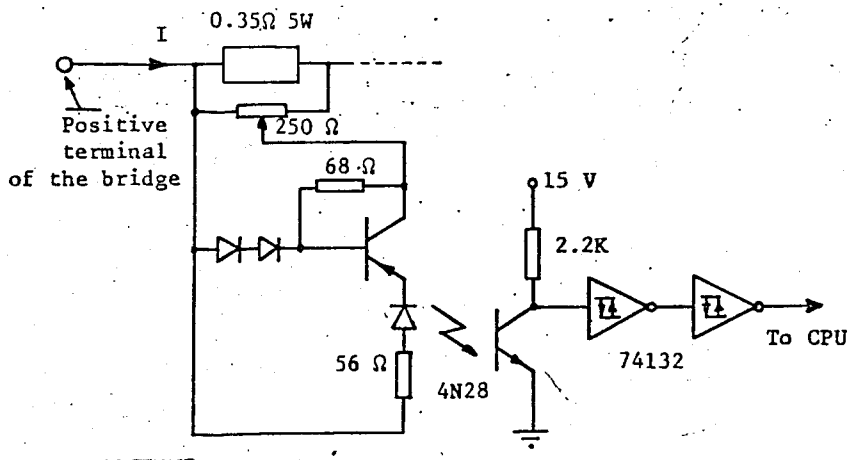 0.35Ω 5W
I
Positive
terminal
of the bridge
250 Ω
68 Ω
15 V
2.2K
56 Ω
4N28
74132
To CPU